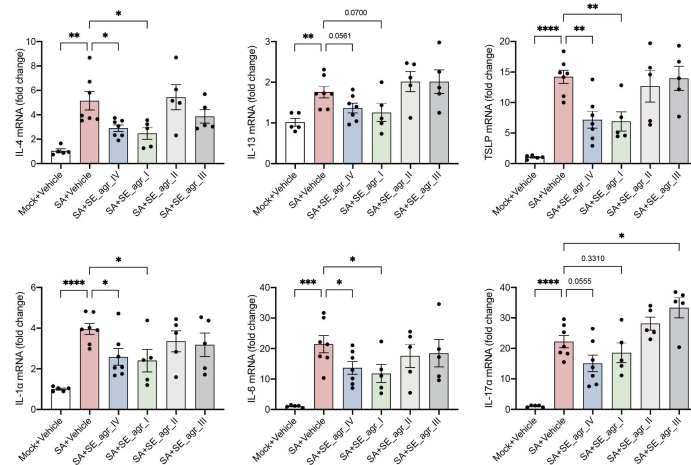 *
** *
10
8
6
4
2
0
IL-4 mRNA (fold change)
Mock+Vehicle
SA+Vehicle
SA+SE_agr_IV
SA+SE_agr_I
SA+SE_agr_II
SA+SE_agr_III
0.0700
** 0.0561
4
3
2
1
0
IL-13 mRNA (fold change)
Mock+Vehicle
SA+Vehicle
SA+SE_agr_IV
SA+SE_agr_I
SA+SE_agr_II
SA+SE_agr_III
**
**** **
20
15
10
5
0
TSLP mRNA (fold change)
Mock+Vehicle
SA+Vehicle
SA+SE_agr_IV
SA+SE_agr_I
SA+SE_agr_II
SA+SE_agr_III
*
**** *
6
4
2
0
IL-1α mRNA (fold change)
Mock+Vehicle
SA+Vehicle
SA+SE_agr_IV
SA+SE_agr_I
SA+SE_agr_II
SA+SE_agr_III
*
*** *
40
30
20
10
0
IL-8 mRNA (fold change)
Mock+Vehicle
SA+Vehicle
SA+SE_agr_IV
SA+SE_agr_I
SA+SE_agr_II
SA+SE_agr_III
*
0.3310
**** 0.0555
40
30
20
10
0
IL-17α mRNA (fold change)
Mock+Vehicle
SA+Vehicle
SA+SE_agr_IV
SA+SE_agr_I
SA+SE_agr_II
SA+SE_agr_III